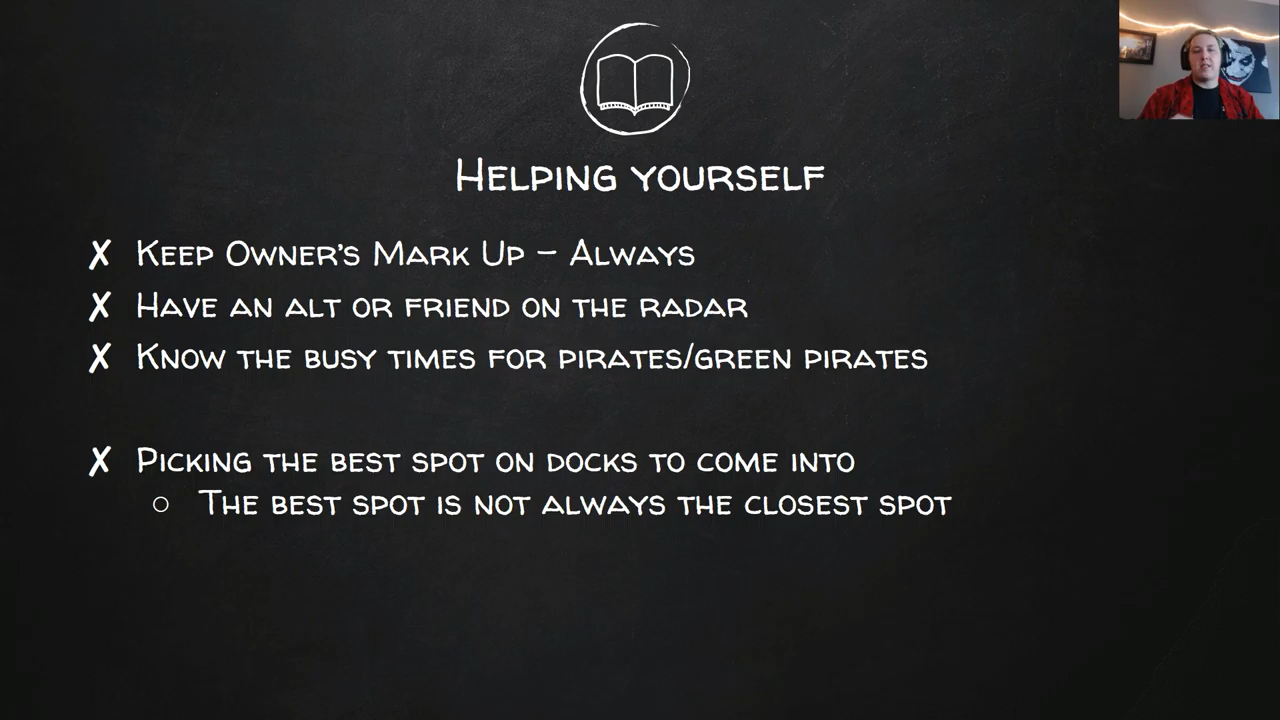 Helping yourself
✗ Keep Owner's Mark Up – Always
✗ Have an alt or friend on the radar
✗ Know the busy times for pirates/green pirates
✗ Picking the best spot on docks to come into
○ The best spot is not always the closest spot